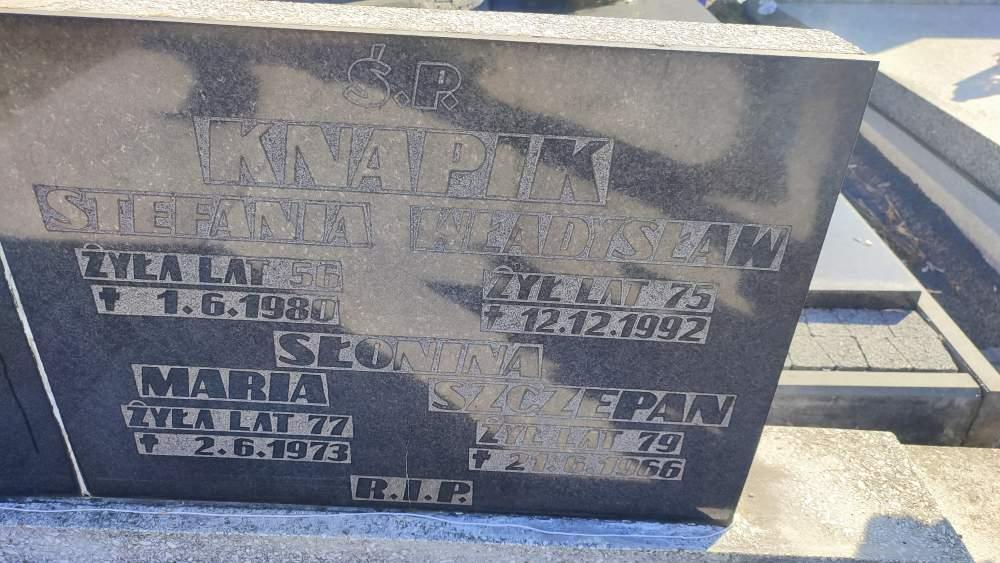 Ś.P.
KNAPIK
STEFANIA WŁADYSŁAW
ŻYŁA LAT 56 ŻYŁ LAT 75
✝ 1.6.1980 ✝ 12.12.1992
SŁONINA
MARIA SZCZEPAN
ŻYŁA LAT 77 ŻYŁ LAT 79
✝ 2.6.1973 ✝ 21.6.1966
R.I.P.